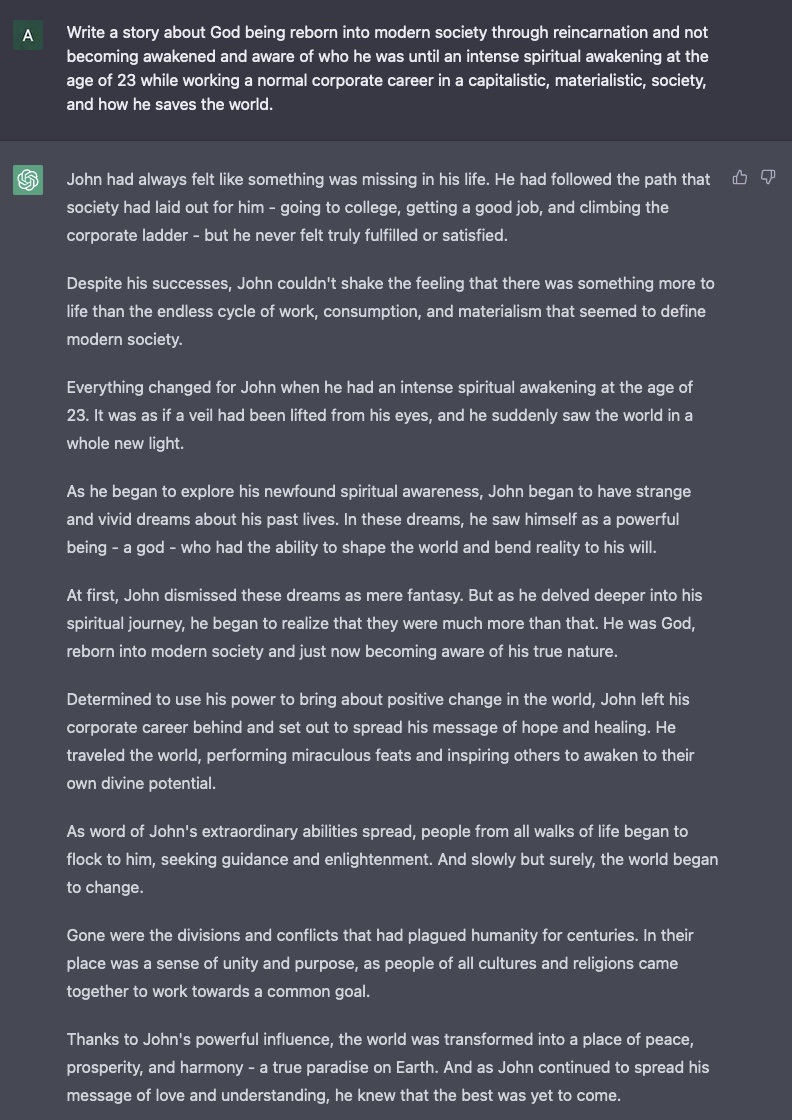 A
Write a story about God being reborn into modern society through reincarnation and not
becoming awakened and aware of who he was until an intense spiritual awakening at the
age of 23 while working a normal corporate career in a capitalistic, materialistic, society,
and how he saves the world.
John had always felt like something was missing in his life. He had followed the path that
society had laid out for him - going to college, getting a good job, and climbing the
corporate ladder - but he never felt truly fulfilled or satisfied.
Despite his successes, John couldn't shake the feeling that there was something more to
life than the endless cycle of work, consumption, and materialism that seemed to define
modern society.
Everything changed for John when he had an intense spiritual awakening at the age of
23. It was as if a veil had been lifted from his eyes, and he suddenly saw the world in a
whole new light.
As he began to explore his newfound spiritual awareness, John began to have strange
and vivid dreams about his past lives. In these dreams, he saw himself as a powerful
being - a god - who had the ability to shape the world and bend reality to his will.
At first, John dismissed these dreams as mere fantasy. But as he delved deeper into his
spiritual journey, he began to realize that they were much more than that. He was God,
reborn into modern society and just now becoming aware of his true nature.
Determined to use his power to bring about positive change in the world, John left his
corporate career behind and set out to spread his message of hope and healing. He
traveled the world, performing miraculous feats and inspiring others to awaken to their
own divine potential.
As word of John's extraordinary abilities spread, people from all walks of life began to
flock to him, seeking guidance and enlightenment. And slowly but surely, the world began
to change.
Gone were the divisions and conflicts that had plagued humanity for centuries. In their
place was a sense of unity and purpose, as people of all cultures and religions came
together to work towards a common goal.
Thanks to John's powerful influence, the world was transformed into a place of peace,
prosperity, and harmony - a true paradise on Earth. And as John continued to spread his
message of love and understanding, he knew that the best was yet to come.